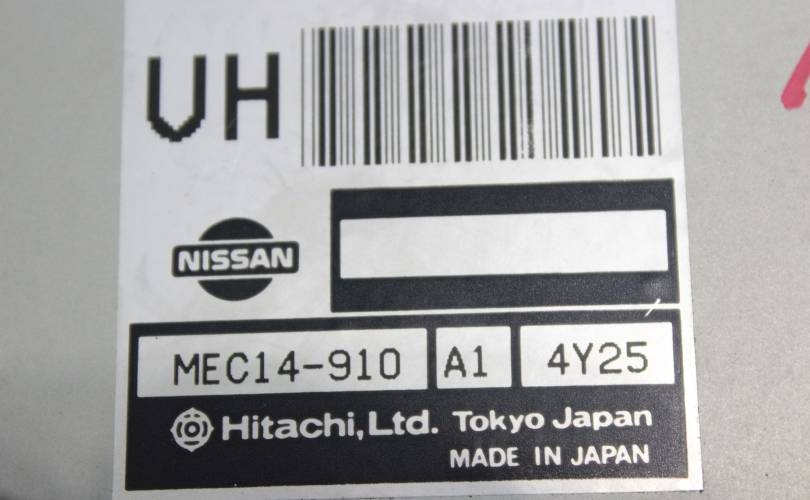 VH
NISSAN
MEC14-910 A1 4Y25
Hitachi, Ltd. Tokyo Japan
MADE IN JAPAN